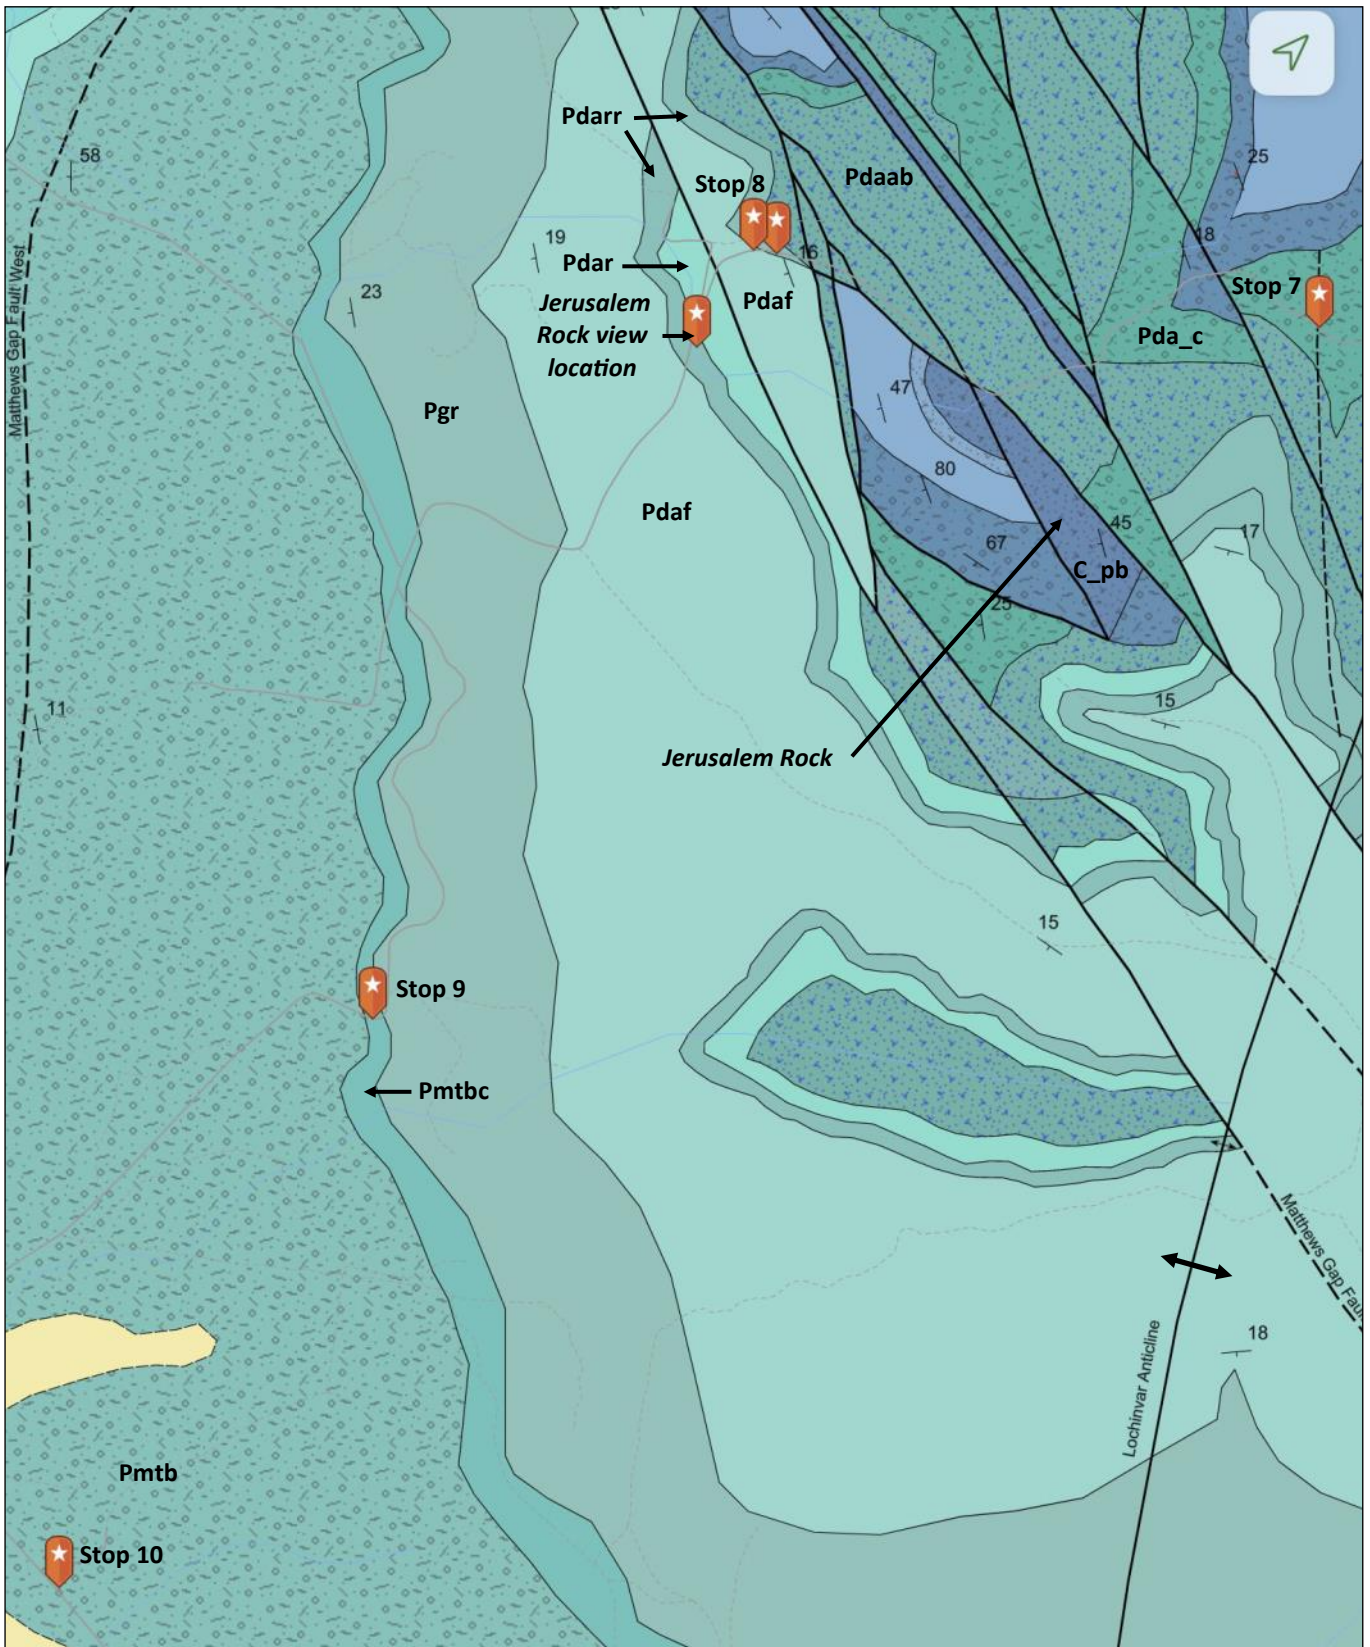 Pdarr
58
25
Stop 8
Pdaab
18
19
16
Pdar
Stop 7
23
Jerusalem
Rock view
location
Pdaf
Pda_c
Matthews Gap Fault West
47
Pgr
80
Pdaf
45
17
67
C_pb
25
11
15
Jerusalem Rock
15
Stop 9
Pmtbc
Matthews Gap Faul
18
Lochinvar Anticline
Pmtb
Stop 10